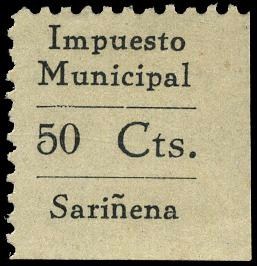 Impuesto
Municipal
50 Cts.
Sariñena